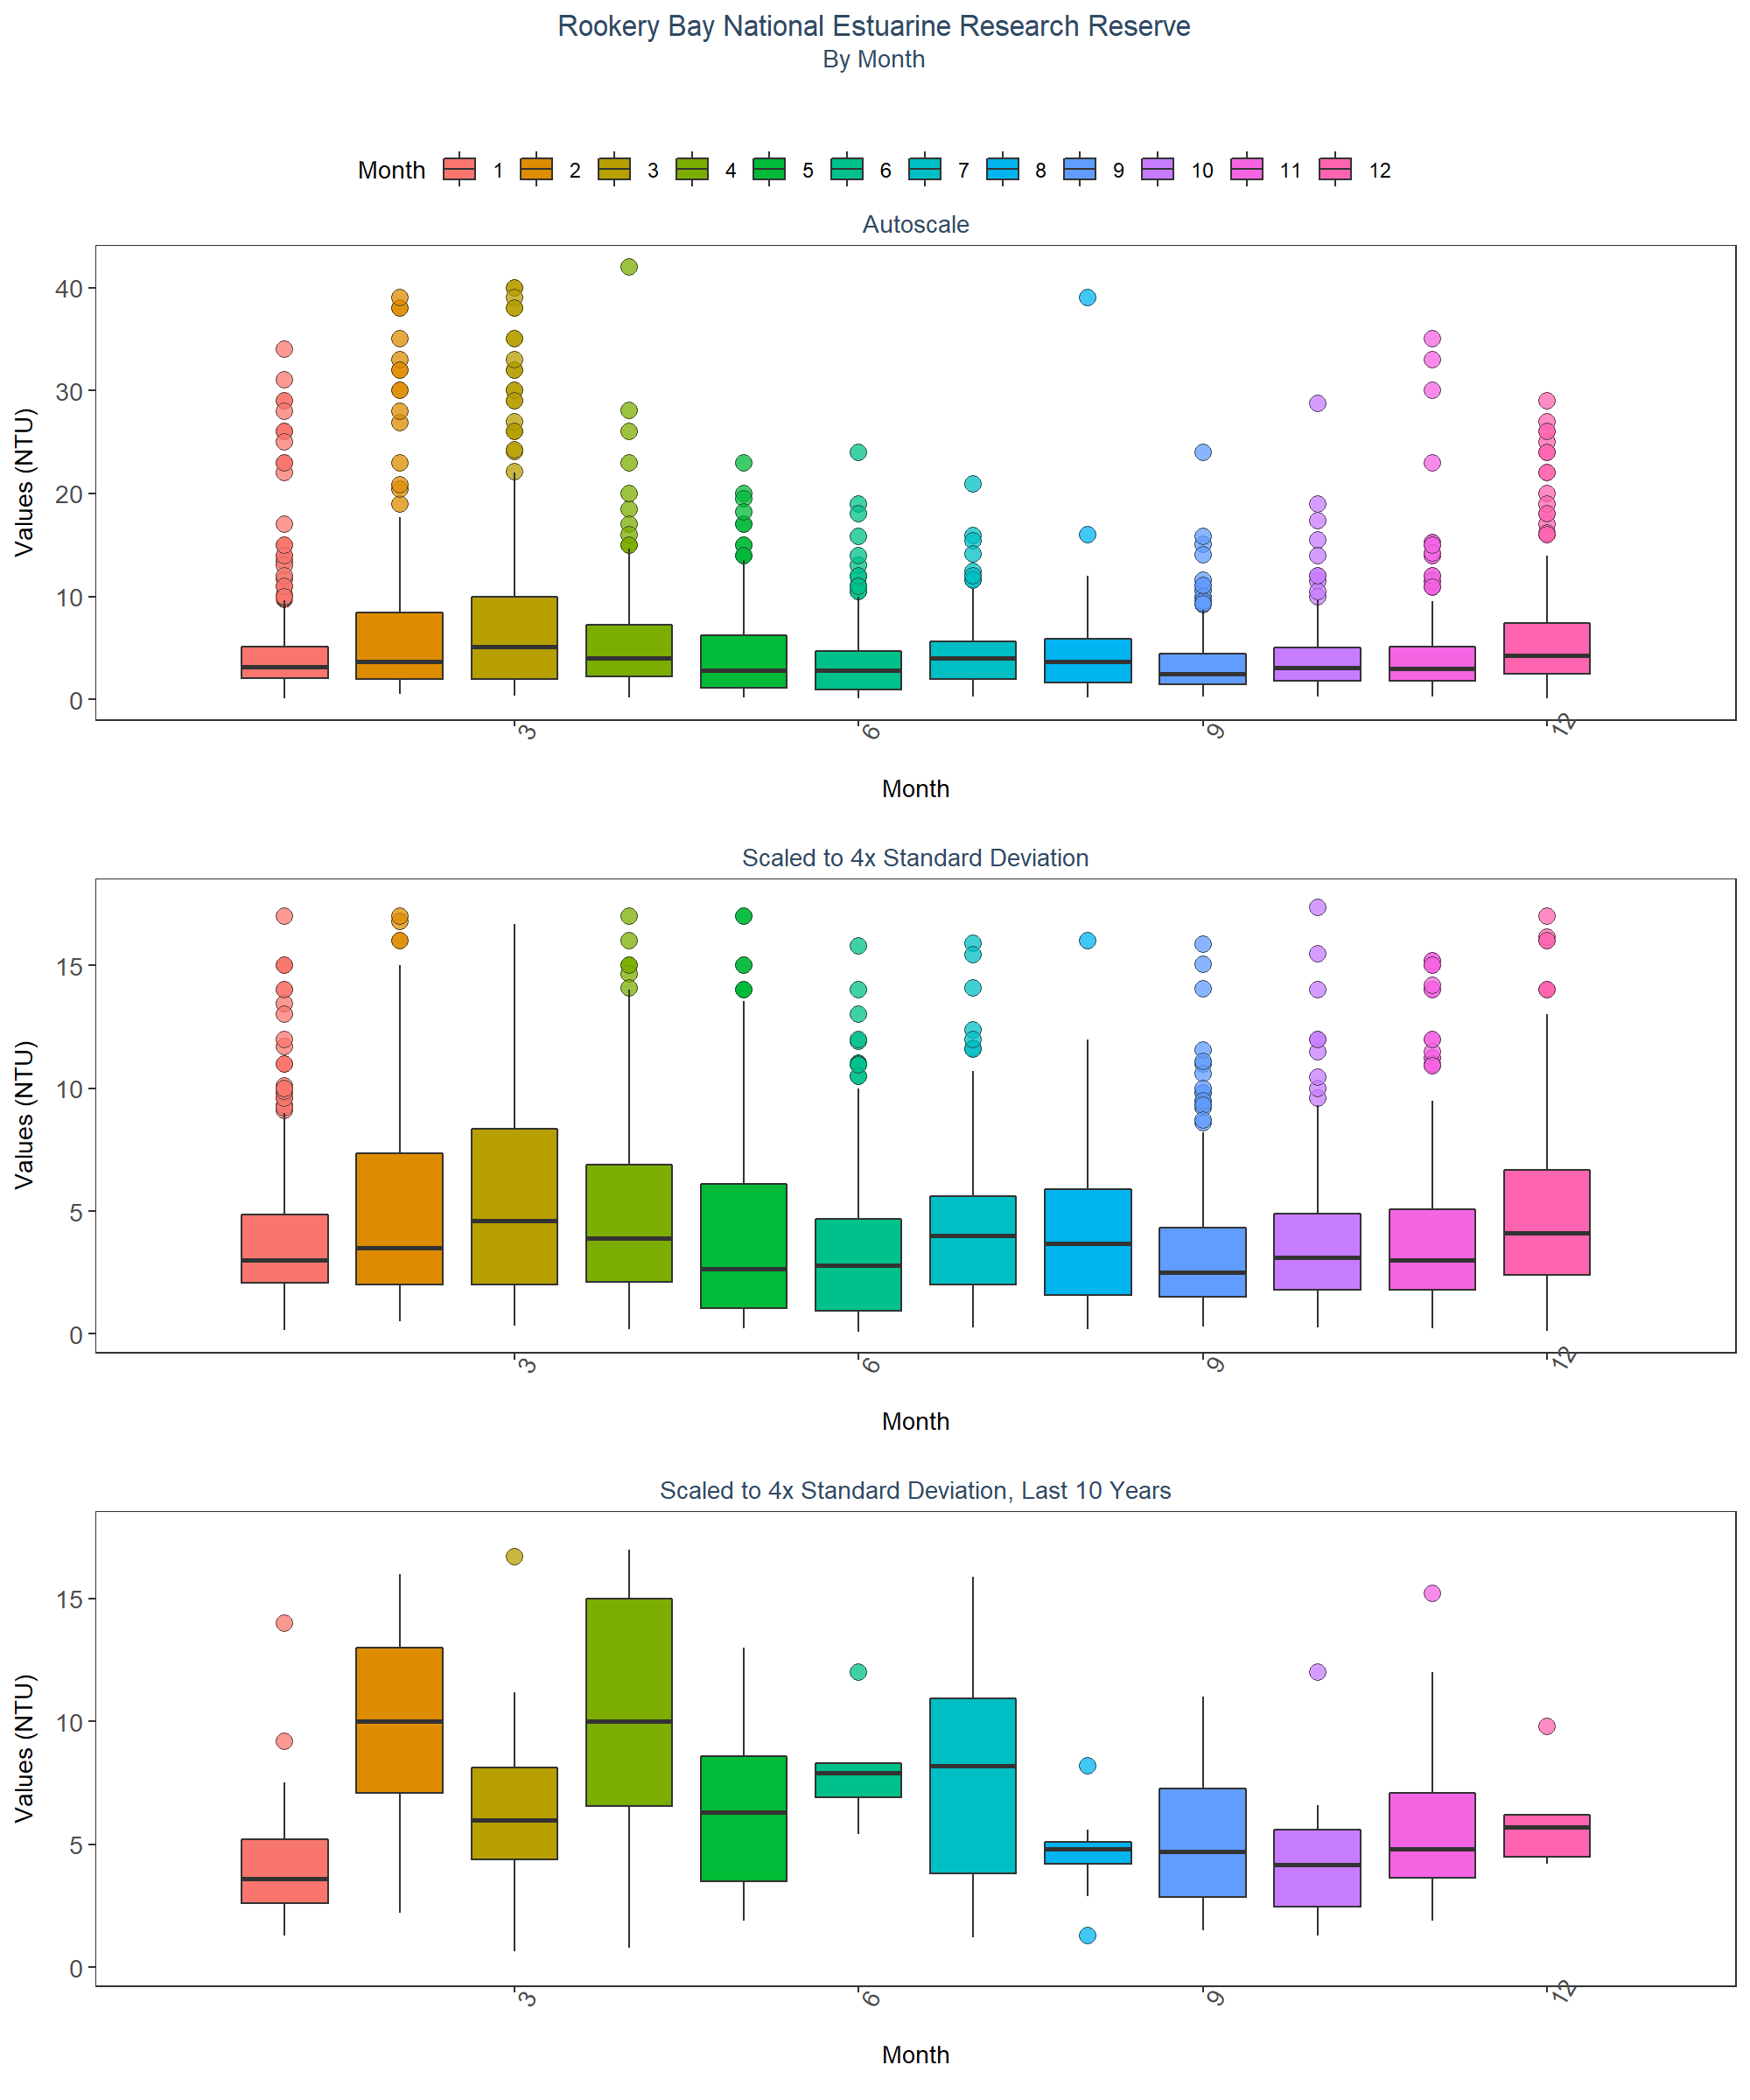 Rookery Bay National Estuarine Research Reserve
By Month
Month 1 2 3 4 5 6 7 8 9 10 11 12
Autoscale
Values (NTU)
40
30
20
10
0
3 6 9 12
Month
Scaled to 4x Standard Deviation
Values (NTU)
15
10
5
0
3 6 9 12
Month
Scaled to 4x Standard Deviation, Last 10 Years
Values (NTU)
15
10
5
0
3 6 9 12
Month